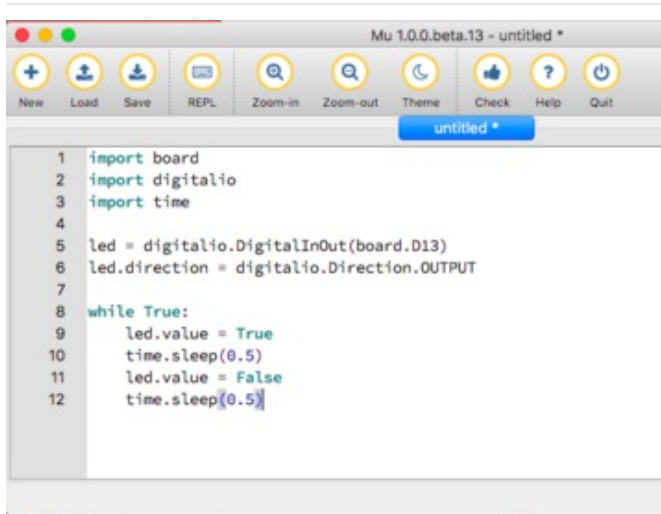 Mu 1.0.0.beta.13 - untitled *
New Load Save REPL Zoom-in Zoom-out Theme Check Help Quit
untitled *
1 import board
2 import digitalio
3 import time
4
5 led = digitalio.DigitalInOut(board.D13)
6 led.direction = digitalio.Direction.OUTPUT
7
8 while True:
9     led.value = True
10     time.sleep(0.5)
11     led.value = False
12     time.sleep(0.5)